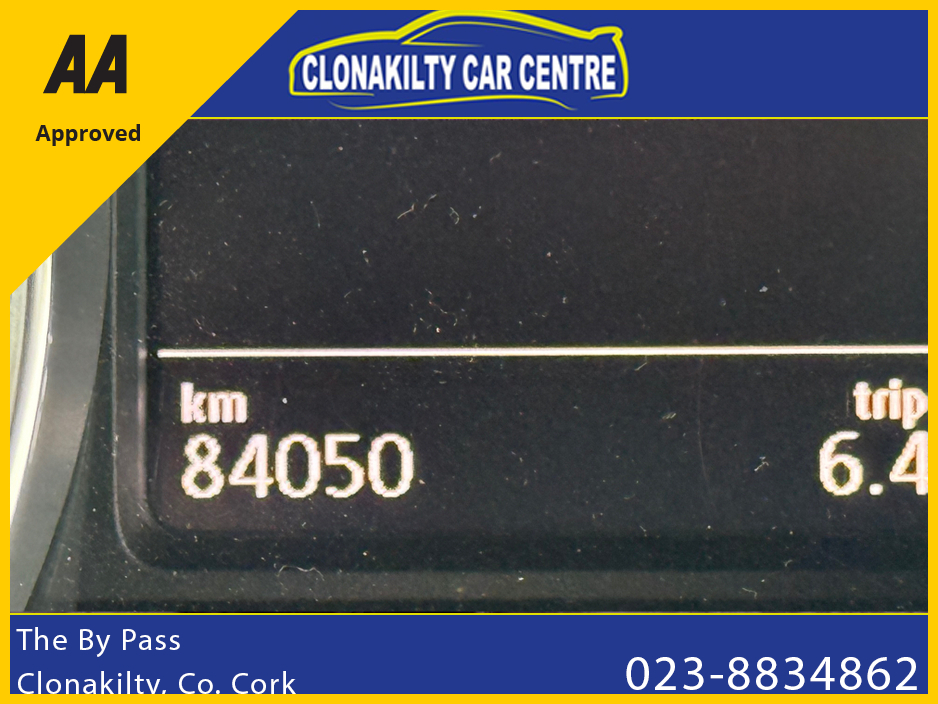 AA
Approved
CLONAKILTY CAR CENTRE
km
trip
84050
6.4
The By Pass
Clonakilty, Co. Cork
023-8834862